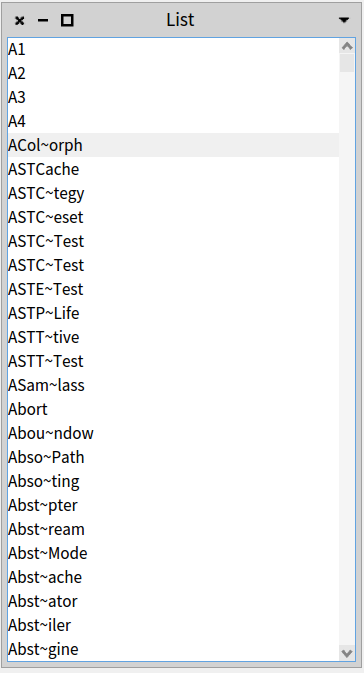 List
A1
A2
A3
A4
ACol~orph
ASTCache
ASTC~tegy
ASTC~eset
ASTC~Test
ASTC~Test
ASTE~Test
ASTP~Life
ASTT~tive
ASTT~Test
ASam~lass
Abort
Abou~ndow
Abso~Path
Abso~ting
Abst~pter
Abst~ream
Abst~Mode
Abst~ache
Abst~ator
Abst~iler
Abst~gine